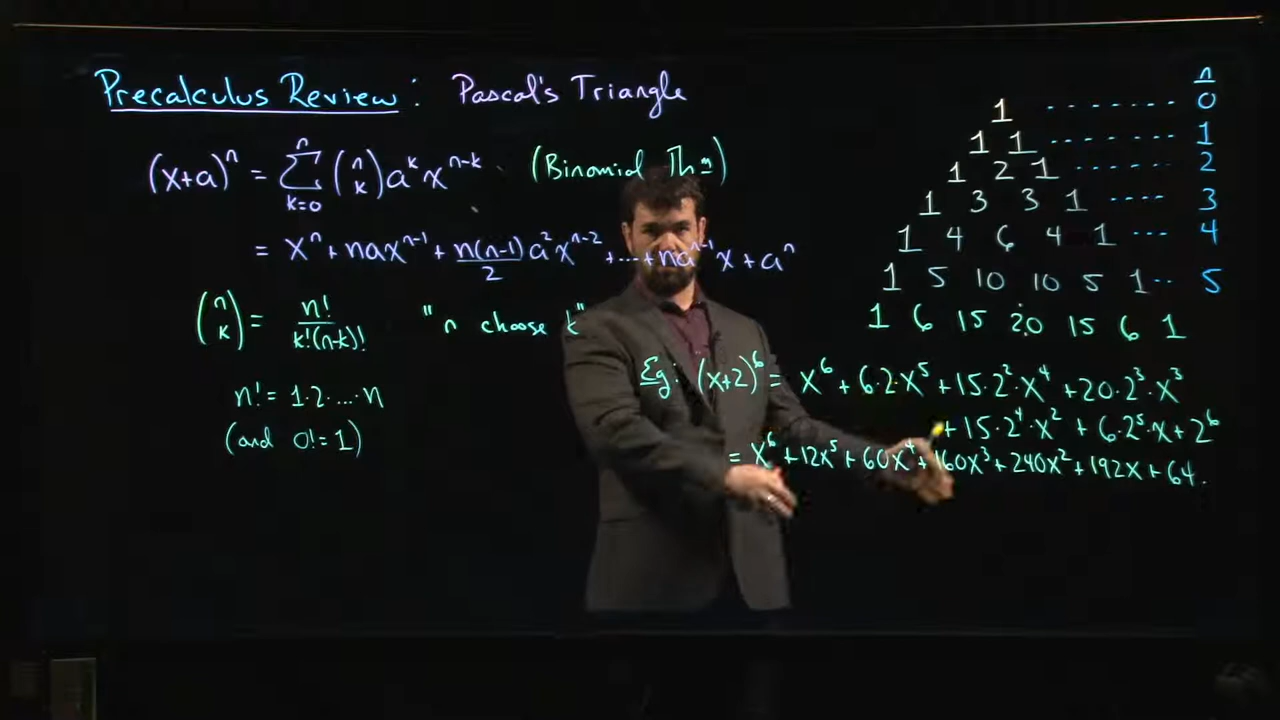 Precalculus Review: Pascal's Triangle
(x+a)^n = Σ_{k=0}^{n} (n k) a^k x^{n-k} (Binomial Thm)
= x^n + nax^{n-1} + n(n-1)/2 a^2 x^{n-2} + ... + na^{n-1} x + a^n
(n k) = n!/k!(n-k)! "n choose k"
n! = 1·2·...·n
(and 0! = 1)
n
1 ........ 0
1 1 ........ 1
1 2 1 ........ 2
1 3 3 1 .... 3
1 4 6 4 1 ... 4
1 5 10 10 5 1 .. 5
1 6 15 20 15 6 1
Eg: (x+2)^6 = x^6 + 6·2·x^5 + 15·2^2·x^4 + 20·2^3·x^3
+ 15·2^4·x^2 + 6·2^5·x + 2^6
= x^6 + 12x^5 + 60x^4 + 160x^3 + 240x^2 + 192x + 64.